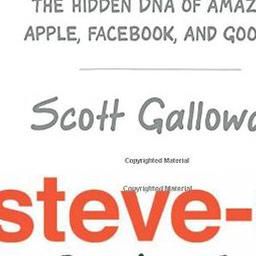 THE HIDDEN DNA OF AMAZ
APPLE, FACEBOOK, AND GOO
Scott Gallowa
Copyrighted Material
Copyrighted Material
steve-